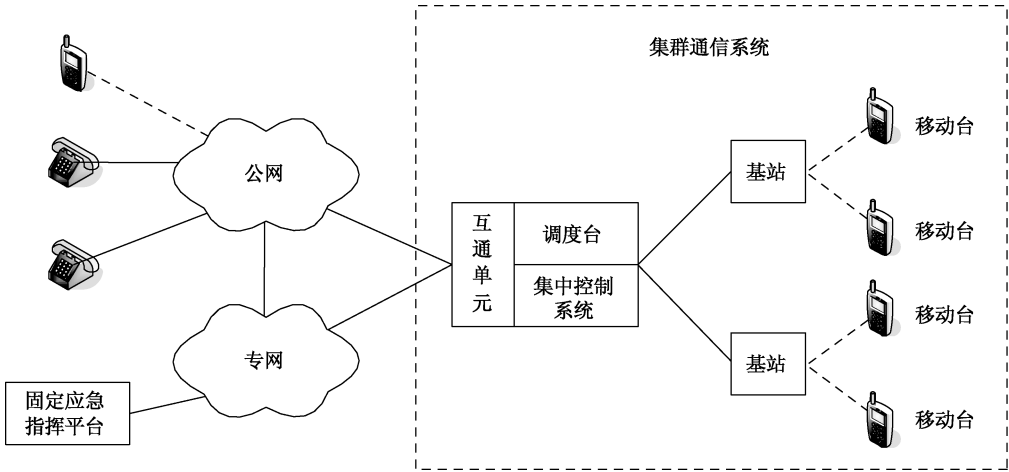 集群通信系统
移动台
公网
基站
移动台
互通单元
调度台
集中控制
系统
移动台
专网
基站
固定应急
指挥平台
移动台